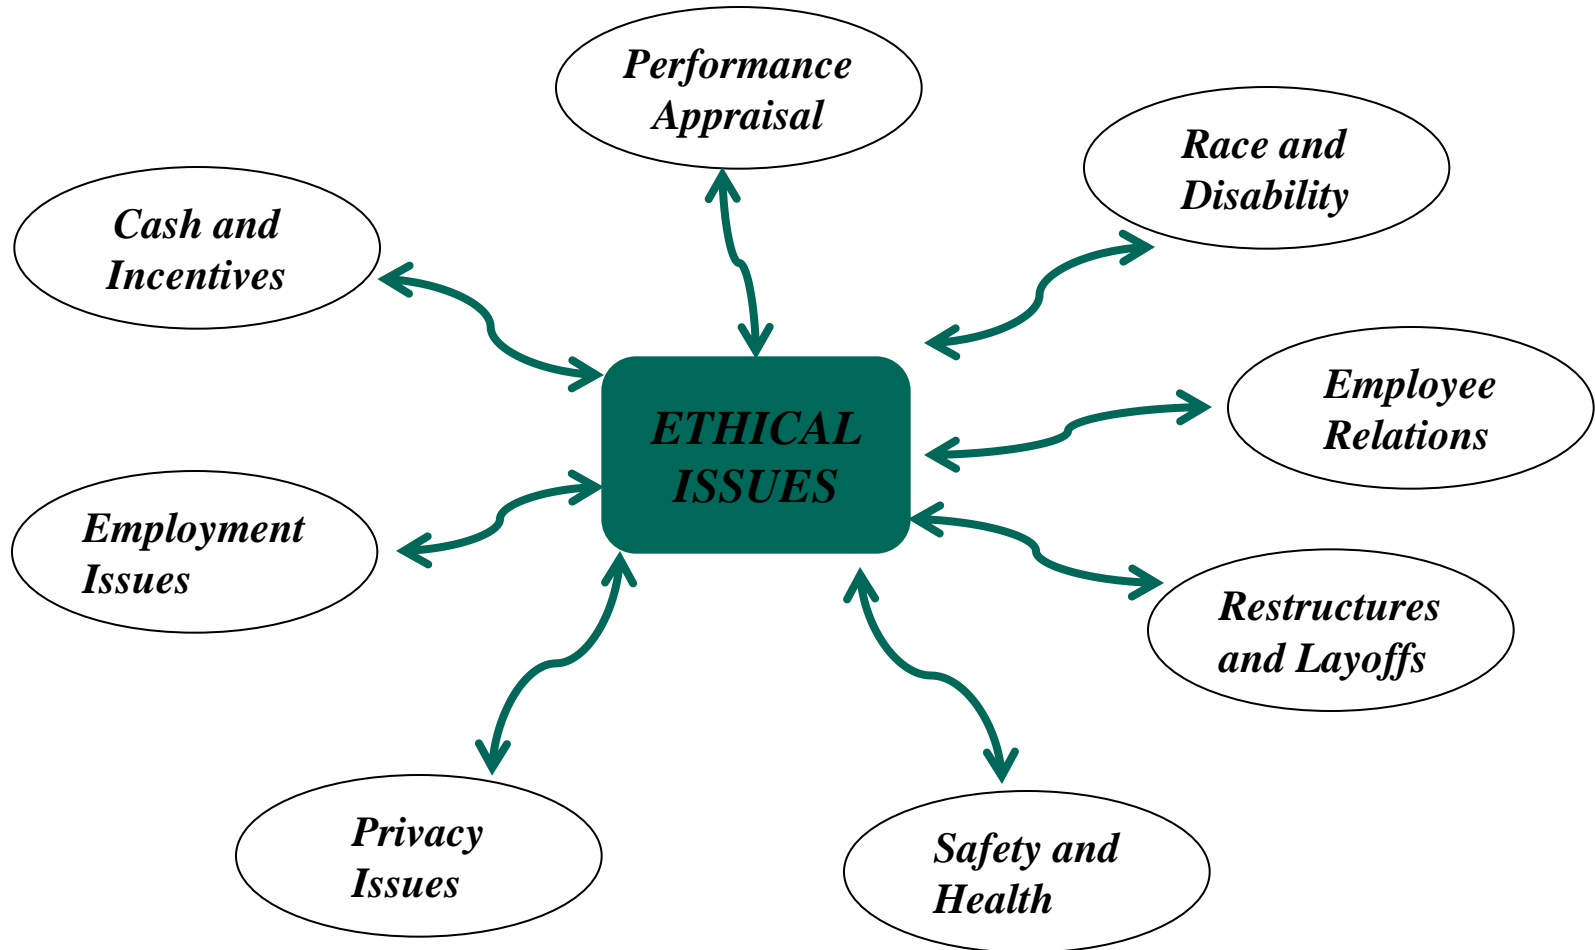 Performance
Appraisal
Race and
Disability
Cash and
Incentives
Employee
Relations
ETHICAL
ISSUES
Employment
Issues
Restructures
and Layoffs
Privacy
Issues
Safety and
Health